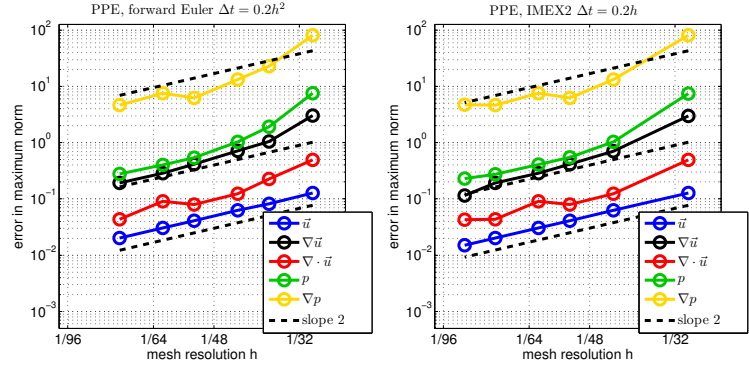 PPE, forward Euler Δt = 0.2h²
10²
10¹
10⁰
10⁻¹
10⁻²
10⁻³
error in maximum norm
1/96
1/64
1/48
1/32
mesh resolution h
u⃗
∇u⃗
∇ · u⃗
p
∇p
slope 2
PPE, IMEX2 Δt = 0.2h
10²
10¹
10⁰
10⁻¹
10⁻²
10⁻³
error in maximum norm
1/96
1/64
1/48
1/32
mesh resolution h
u⃗
∇u⃗
∇ · u⃗
p
∇p
slope 2